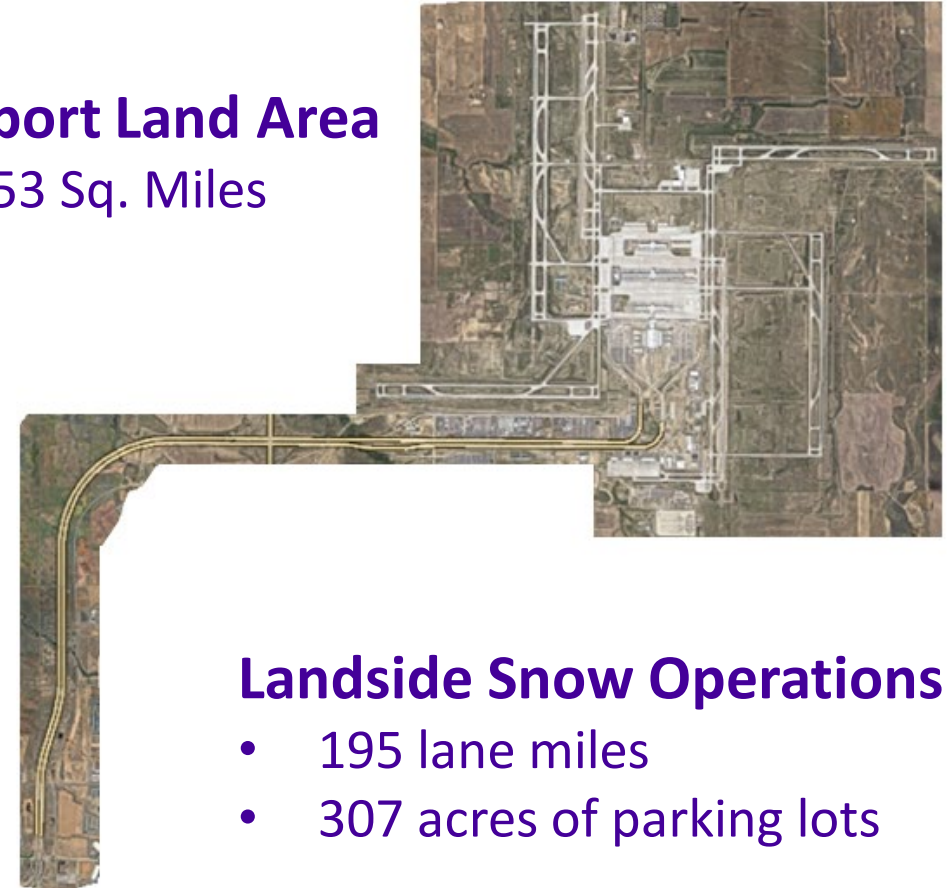 port Land Area
53 Sq. Miles
Landside Snow Operations
• 195 lane miles
• 307 acres of parking lots